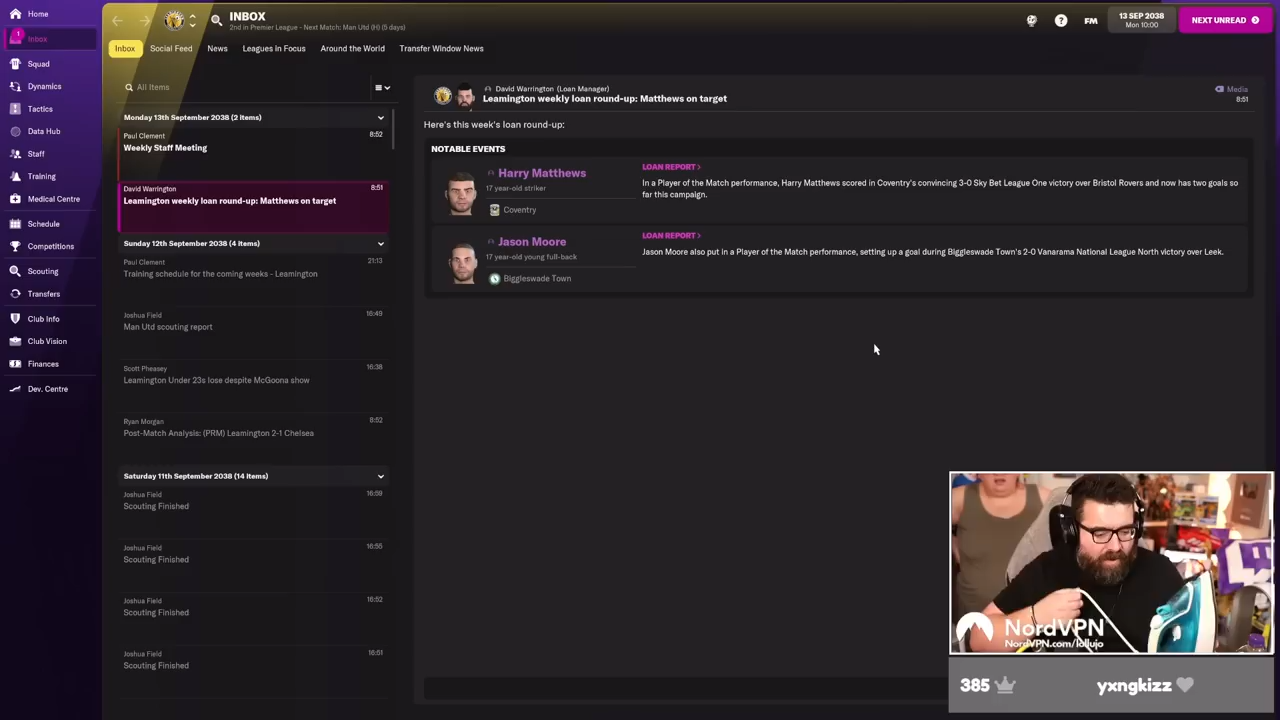 Home
Inbox
1
Squad
Dynamics
Tactics
Data Hub
Staff
Training
Medical Centre
Schedule
Competitions
Scouting
Transfers
Club Info
Club Vision
Finances
Dev. Centre
INBOX
2nd in Premier League - Next Match: Man Utd (H) (5 days)
FM
13 SEP 2038
Mon 10:00
NEXT UNREAD
Inbox
Social Feed
News
Leagues In Focus
Around the World
Transfer Window News
All Items
Monday 13th September 2038 (2 items)
Paul Clement
8:52
Weekly Staff Meeting
David Warrington
8:51
Leamington weekly loan round-up: Matthews on target
Sunday 12th September 2038 (4 items)
Paul Clement
21:13
Training schedule for the coming weeks - Leamington
Joshua Field
16:49
Man Utd scouting report
Scott Pheasey
16:38
Leamington Under 23s lose despite McGoona show
Ryan Morgan
8:52
Post-Match Analysis: (PRM) Leamington 2-1 Chelsea
Saturday 11th September 2038 (14 items)
Joshua Field
16:59
Scouting Finished
Joshua Field
16:55
Scouting Finished
Joshua Field
16:52
Scouting Finished
Joshua Field
16:51
Scouting Finished
David Warrington (Loan Manager)
Leamington weekly loan round-up: Matthews on target
Media
8:51
Here's this week's loan round-up:
NOTABLE EVENTS
Harry Matthews
17 year-old striker
Coventry
LOAN REPORT >
In a Player of the Match performance, Harry Matthews scored in Coventry's convincing 3-0 Sky Bet League One victory over Bristol Rovers and now has two goals so
far this campaign.
Jason Moore
17 year-old young full-back
Biggleswade Town
LOAN REPORT >
Jason Moore also put in a Player of the Match performance, setting up a goal during Biggleswade Town's 2-0 Vanarama National League North victory over Leek.
NordVPN
NordVPN.com/lollujo
385
yxngkizz